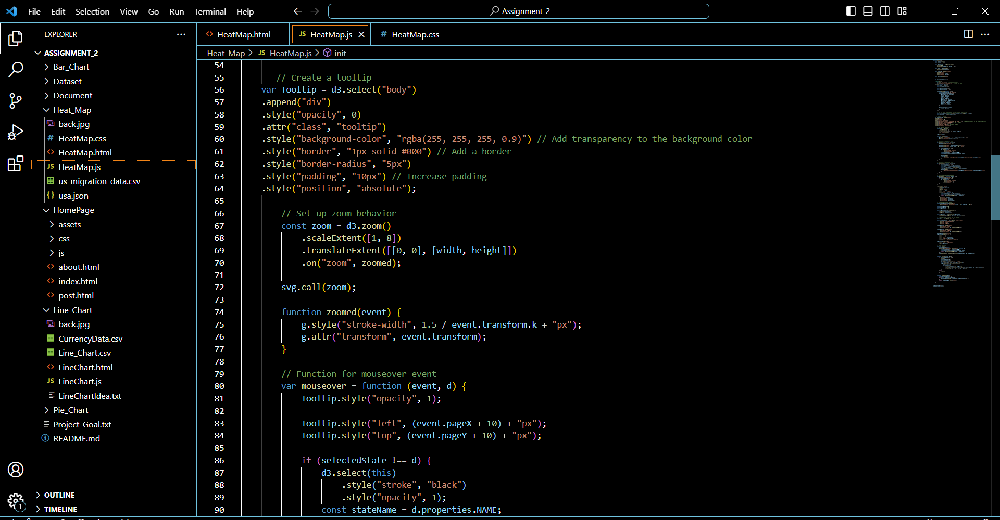 File Edit Selection View Go Run Terminal Help
Assignment_2
EXPLORER
ASSIGNMENT_2
Bar_Chart
Dataset
Document
Heat_Map
back.jpg
# HeatMap.css
<> HeatMap.html
JS HeatMap.js
us_migration_data.csv
{} usa.json
HomePage
assets
css
js
<> about.html
<> index.html
<> post.html
Line_Chart
back.jpg
CurrencyData.csv
Line_Chart.csv
<> LineChart.html
JS LineChart.js
LineChartIdea.txt
Pie_Chart
Project_Goal.txt
README.md
OUTLINE
TIMELINE
1
<> HeatMap.html JS HeatMap.js # HeatMap.css
Heat_Map > JS HeatMap.js > init
54
55 // Create a tooltip
56 var Tooltip = d3.select("body")
57 .append("div")
58 .style("opacity", 0)
59 .attr("class", "tooltip")
60 .style("background-color", "rgba(255, 255, 255, 0.9)") // Add transparency to the background color
61 .style("border", "1px solid #000") // Add a border
62 .style("border-radius", "5px")
63 .style("padding", "10px") // Increase padding
64 .style("position", "absolute");
65
66 // Set up zoom behavior
67 const zoom = d3.zoom()
68 .scaleExtent([1, 8])
69 .translateExtent([[0, 0], [width, height]])
70 .on("zoom", zoomed);
71
72 svg.call(zoom);
73
74 function zoomed(event) {
75 g.style("stroke-width", 1.5 / event.transform.k + "px");
76 g.attr("transform", event.transform);
77 }
78
79 // Function for mouseover event
80 var mouseover = function (event, d) {
81 Tooltip.style("opacity", 1);
82
83 Tooltip.style("left", (event.pageX + 10) + "px");
84 Tooltip.style("top", (event.pageY + 10) + "px");
85
86 if (selectedState !== d) {
87 d3.select(this)
88 .style("stroke", "black")
89 .style("opacity", 1);
90 const stateName = d.properties.NAME;